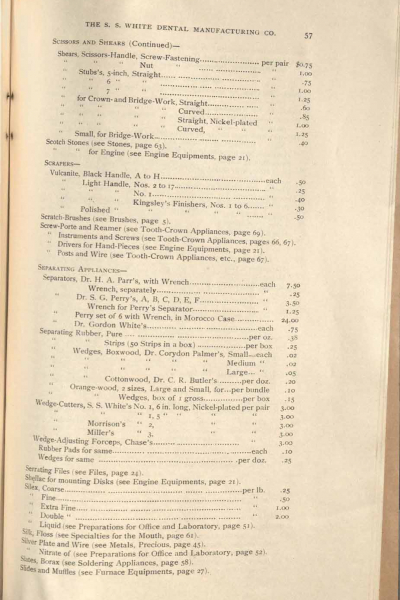 THE S. S. WHITE DENTAL MANUFACTURING CO. 57
SCISSORS AND SHEARS (Continued)—
Shears, Scissors-Handle, Screw-Fastening.......... per pair $0.75
" " " Nut " .......... " 1.00
" Stubs's, 5-inch, Straight.......... " .75
" " 6 " " .......... " 1.00
" " 7 " " .......... " 1.25
" for Crown-and Bridge-Work, Straight.......... " .60
" " " " Curved.......... " .85
" " " " Straight, Nickel-plated " 1.00
" " " " Curved, " " 1.25
" Small, for Bridge-Work.......... " .40
Scotch Stones (see Stones, page 63).
" " for Engine (see Engine Equipments, page 21).
SCRAPERS—
Vulcanite, Black Handle, A to H..........each .50
" Light Handle, Nos. 2 to 17.......... " .25
" " " No. 1.......... " .40
" " " Kingsley's Finishers, Nos. 1 to 6...... " .30
" Polished " " " " ...... " .50
Scratch-Brushes (see Brushes, page 5).
Screw-Porte and Reamer (see Tooth-Crown Appliances, page 69).
" Instruments and Screws (see Tooth-Crown Appliances, pages 66, 67).
" Drivers for Hand-Pieces (see Engine Equipments, page 21).
" Posts and Wire (see Tooth-Crown Appliances, etc., page 67).
SEPARATING APPLIANCES—
Separators, Dr. H. A. Parr's, with Wrench..........each 7.50
" Wrench, separately.......... " .25
" Dr. S. G. Perry's, A, B, C, D, E, F.......... " 3.50
" Wrench for Perry's Separator.......... " 1.25
" Perry set of 6 with Wrench, in Morocco Case.......... 24.00
" Dr. Gordon White's..........each .75
Separating Rubber, Pure ..........per oz. .38
" " Strips (50 Strips in a box) ..........per box .25
" Wedges, Boxwood, Dr. Corydon Palmer's, Small...each .02
" " " " " Medium " .02
" " " " " Large... " .05
" " Cottonwood, Dr. C. R. Butler's ........per doz. .20
" Orange-wood, 2 sizes, Large and Small, for...per bundle .10
" " Wedges, box of 1 gross..........per box .15
Wedge-Cutters, S. S. White's No. 1, 6 in. long, Nickel-plated per pair 3.00
" " " 1, 5 " " " " 3.00
" Morrison's " 2, " " 3.00
" Miller's " 3, " " 3.00
Wedge-Adjusting Forceps, Chase's.......... " 3.00
Rubber Pads for same..........each .10
Wedges for same .......... per doz. .25
Serrating Files (see Files, page 24).
Shellac for mounting Disks (see Engine Equipments, page 21).
Silex, Coarse.......... per lb. .25
" Fine.......... " .50
" Extra Fine.......... " 1.00
" Double " .......... " 2.00
" Liquid (see Preparations for Office and Laboratory, page 51).
Silk, Floss (see Specialties for the Mouth, page 61).
Silver Plate and Wire (see Metals, Precious, page 45).
" Nitrate of (see Preparations for Office and Laboratory, page 52).
Slates, Borax (see Soldering Appliances, page 58).
Slides and Muffles (see Furnace Equipments, page 27).